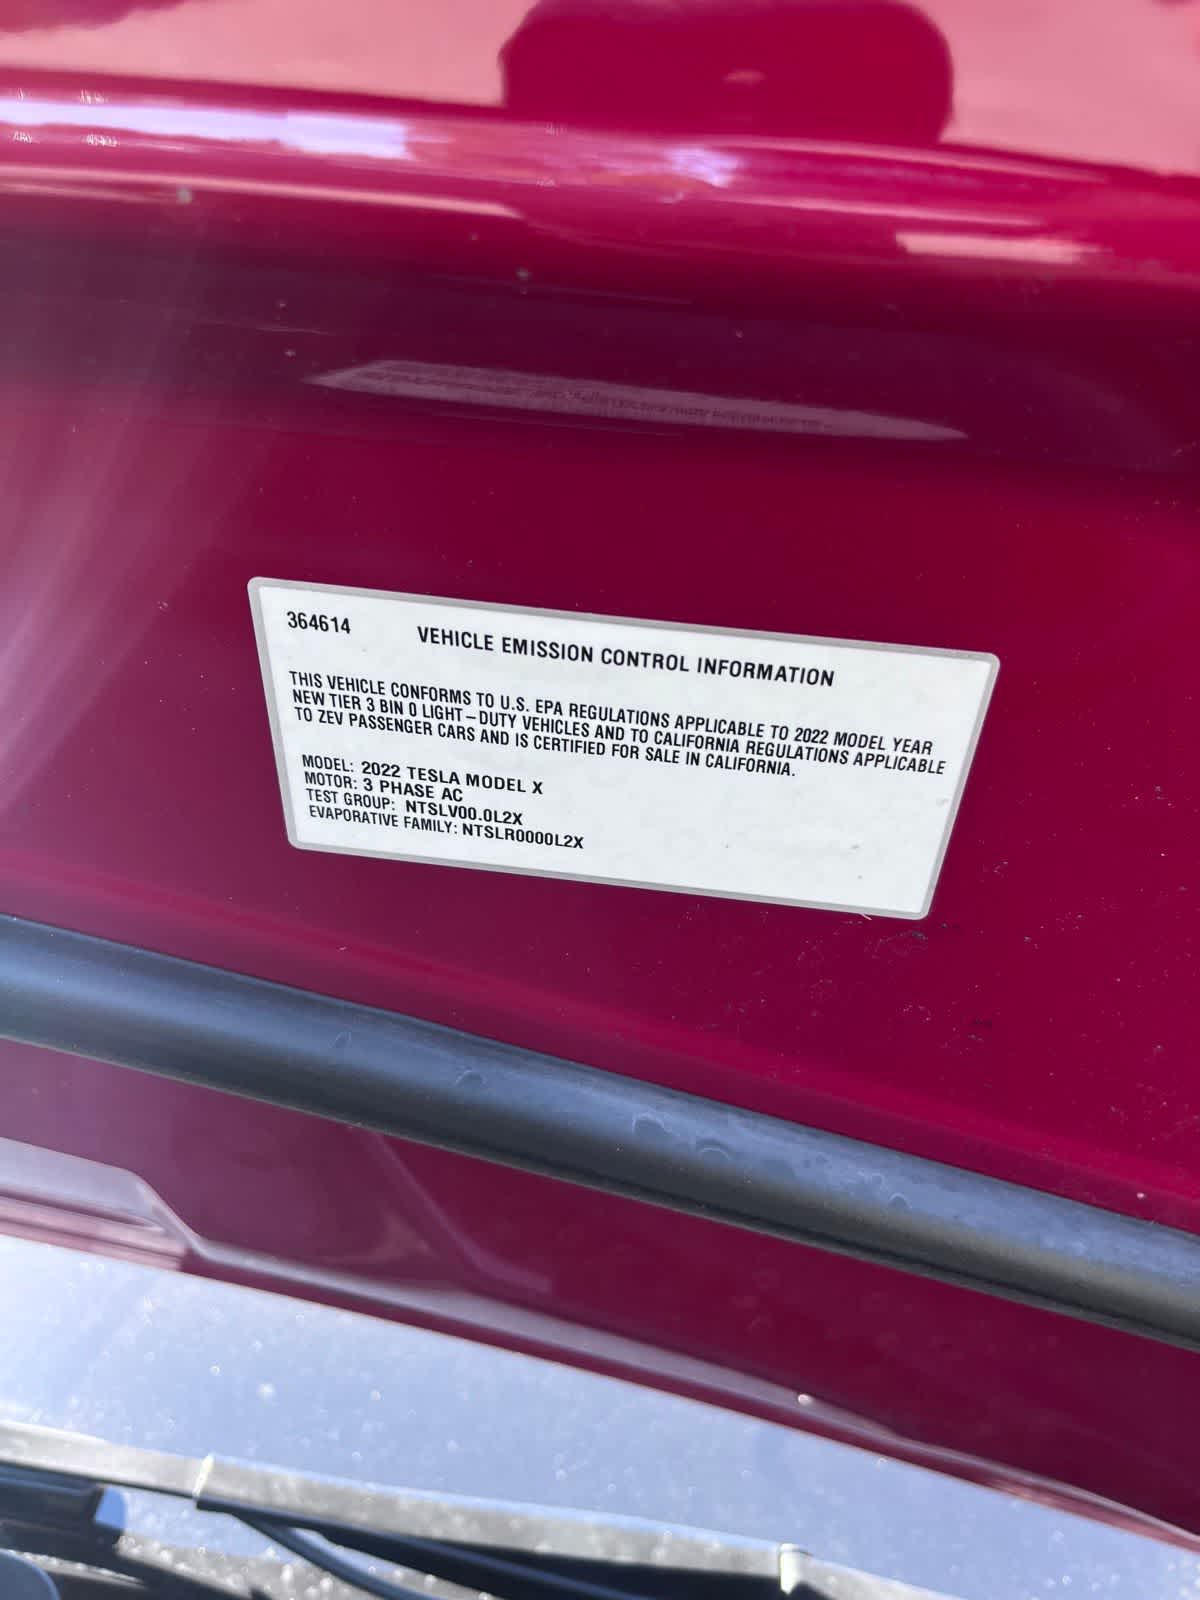 364614
VEHICLE EMISSION CONTROL INFORMATION
THIS VEHICLE CONFORMS TO U.S. EPA REGULATIONS APPLICABLE TO 2022 MODEL YEAR
NEW TIER 3 BIN 0 LIGHT-DUTY VEHICLES AND TO CALIFORNIA REGULATIONS APPLICABLE
TO ZEV PASSENGER CARS AND IS CERTIFIED FOR SALE IN CALIFORNIA.
MODEL: 2022 TESLA MODEL X
MOTOR: 3 PHASE AC
TEST GROUP: NTSLV00.0L2X
EVAPORATIVE FAMILY: NTSLR0000L2X